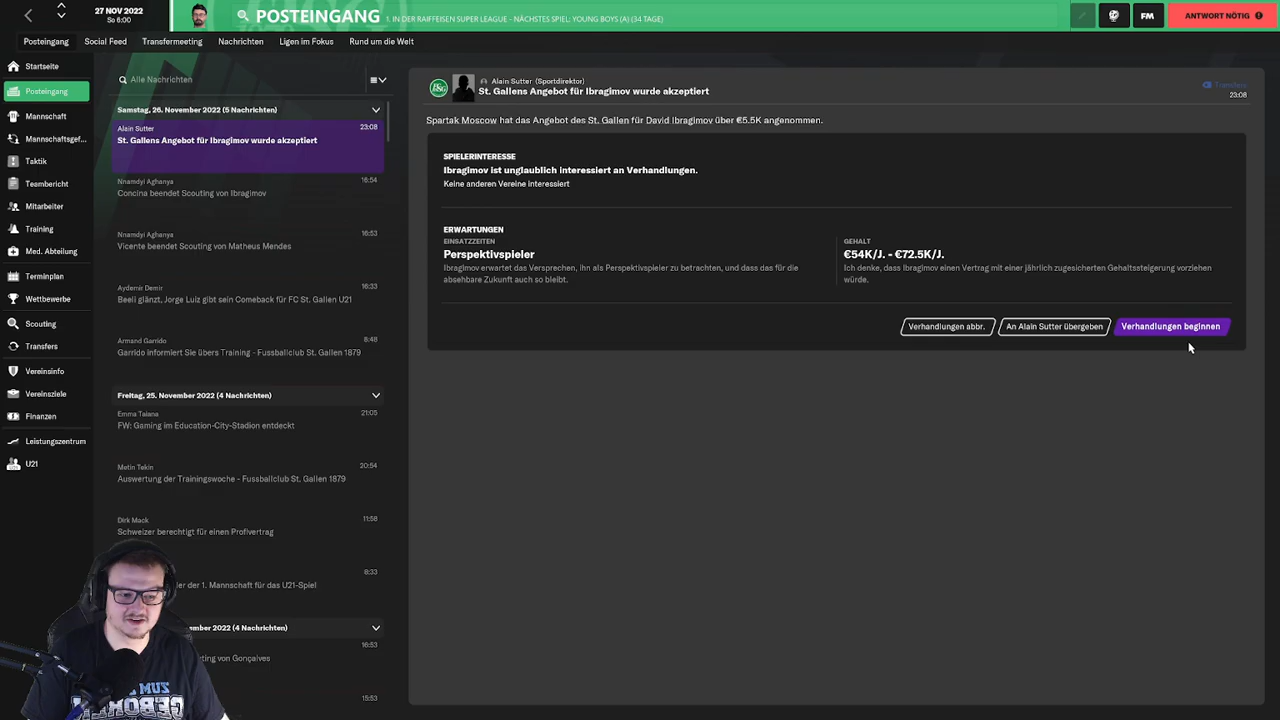 27 NOV 2022
So 6:00
POSTEINGANG
1. IN DER RAIFFEISEN SUPER LEAGUE - NÄCHSTES SPIEL: YOUNG BOYS (A) (34 TAGE)
FM
ANTWORT NÖTIG
Posteingang
Social Feed
Transfermeeting
Nachrichten
Ligen im Fokus
Rund um die Welt
Startseite
Posteingang
Mannschaft
Mannschaftsgef...
Taktik
Teambericht
Mitarbeiter
Training
Med. Abteilung
Terminplan
Wettbewerbe
Scouting
Transfers
Vereinsinfo
Vereinsziele
Finanzen
Leistungszentrum
U21
Alle Nachrichten
Samstag, 26. November 2022 (5 Nachrichten)
Alain Sutter 23:08
St. Gallens Angebot für Ibragimov wurde akzeptiert
Nnamdyi Aghanya 16:54
Concina beendet Scouting von Ibragimov
Nnamdyi Aghanya 16:53
Vicente beendet Scouting von Matheus Mendes
Aydemir Demir 16:33
Beeli glänzt, Jorge Luiz gibt sein Comeback für FC St. Gallen U21
Armand Garrido 8:48
Garrido informiert Sie übers Training - Fussballclub St. Gallen 1879
Freitag, 25. November 2022 (4 Nachrichten)
Emma Taiana 21:05
FW: Gaming im Education-City-Stadion entdeckt
Metin Tekin 20:54
Auswertung der Trainingswoche - Fussballclub St. Gallen 1879
Dirk Mack 11:58
Schweizer berechtigt für einen Profivertrag
8:33
ler der 1. Mannschaft für das U21-Spiel
ember 2022 (4 Nachrichten)
16:53
rting von Gonçalves
15:53
Alain Sutter (Sportdirektor)
St. Gallens Angebot für Ibragimov wurde akzeptiert
Transfers
23:08
Spartak Moscow hat das Angebot des St. Gallen für David Ibragimov über €5.5K angenommen.
SPIELERINTERESSE
Ibragimov ist unglaublich interessiert an Verhandlungen.
Keine anderen Vereine interessiert
ERWARTUNGEN
EINSATZZEITEN
Perspektivspieler
Ibragimov erwartet das Versprechen, ihn als Perspektivspieler zu betrachten, und dass das für die
absehbare Zukunft auch so bleibt.
GEHALT
€54K/J. - €72.5K/J.
Ich denke, dass Ibragimov einen Vertrag mit einer jährlich zugesicherten Gehaltssteigerung vorziehen
würde.
Verhandlungen abbr.
An Alain Sutter übergeben
Verhandlungen beginnen